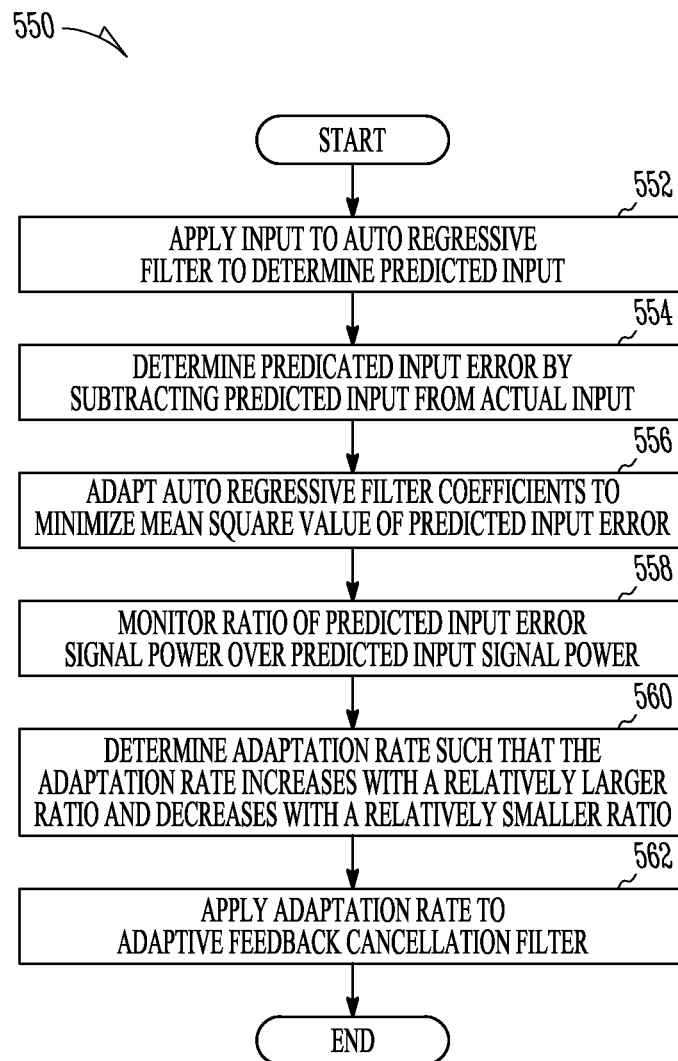 550
START
552
APPLY INPUT TO AUTO REGRESSIVE
FILTER TO DETERMINE PREDICTED INPUT
554
DETERMINE PREDICATED INPUT ERROR BY
SUBTRACTING PREDICTED INPUT FROM ACTUAL INPUT
556
ADAPT AUTO REGRESSIVE FILTER COEFFICIENTS TO
MINIMIZE MEAN SQUARE VALUE OF PREDICTED INPUT ERROR
558
MONITOR RATIO OF PREDICTED INPUT ERROR
SIGNAL POWER OVER PREDICTED INPUT SIGNAL POWER
560
DETERMINE ADAPTATION RATE SUCH THAT THE
ADAPTATION RATE INCREASES WITH A RELATIVELY LARGER
RATIO AND DECREASES WITH A RELATIVELY SMALLER RATIO
562
APPLY ADAPTATION RATE TO
ADAPTIVE FEEDBACK CANCELLATION FILTER
END